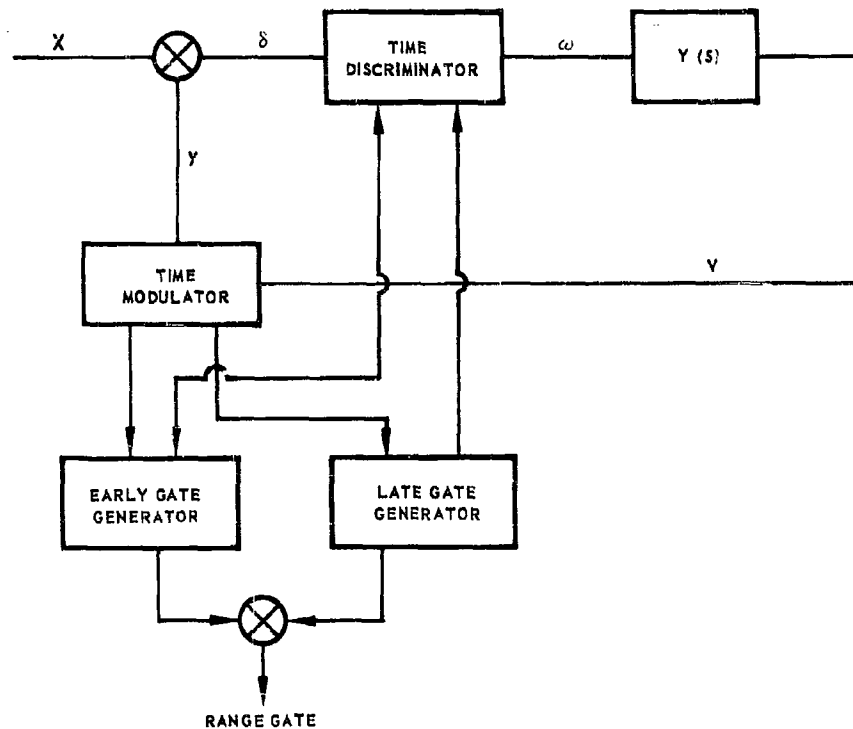 X
δ
TIME
DISCRIMINATOR
ω
Y (S)
γ
TIME
MODULATOR
V
EARLY GATE
GENERATOR
LATE GATE
GENERATOR
RANGE GATE